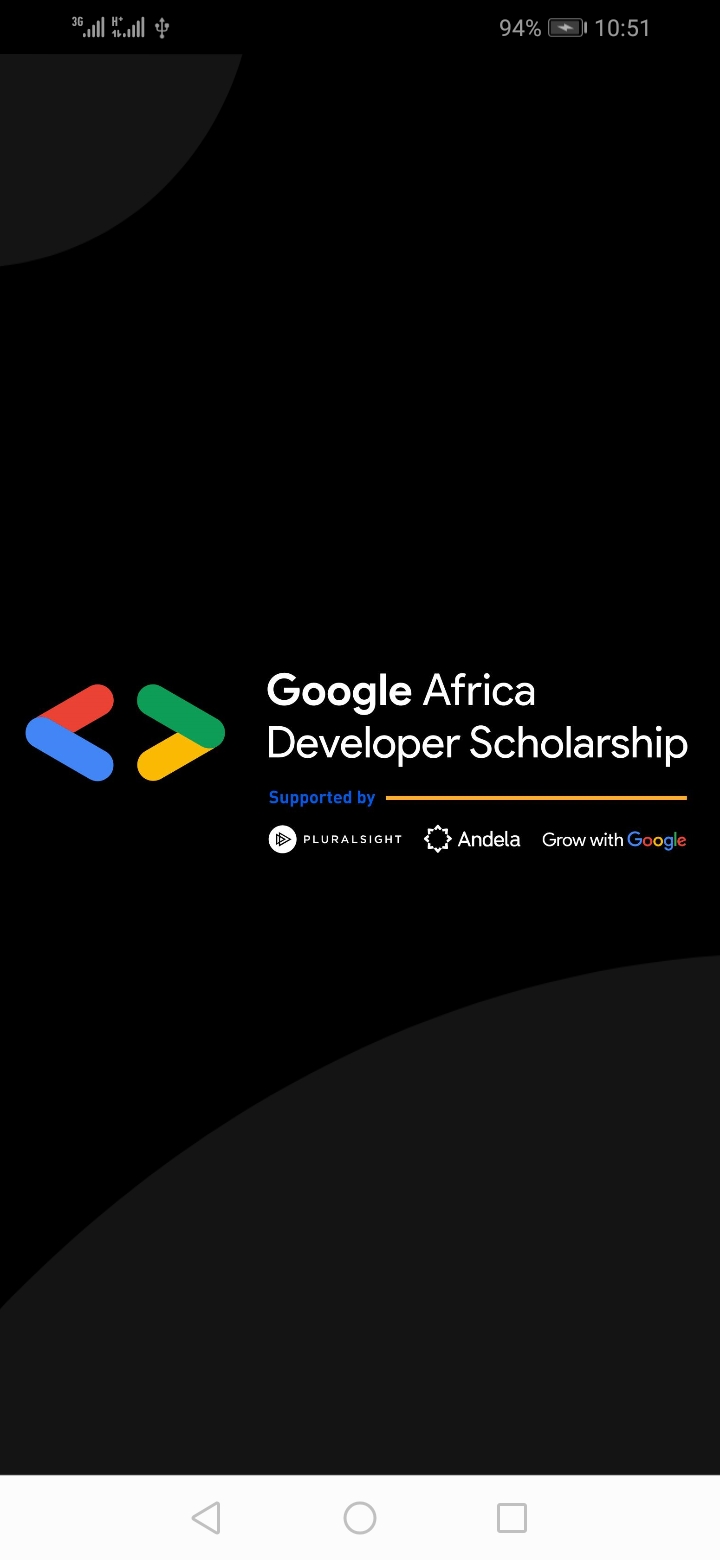 3G H+ 94% 10:51
Google Africa
Developer Scholarship
Supported by
PLURALSIGHT Andela Grow with Google